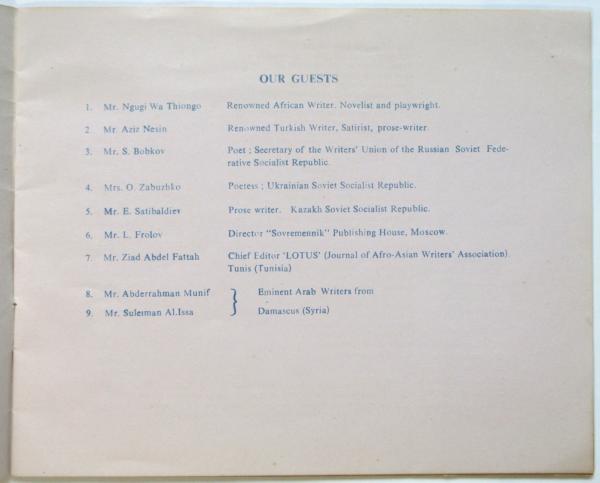 OUR GUESTS
1. Mr. Ngugi Wa Thiongo Renowned African Writer. Novelist and playwright.
2. Mr. Aziz Nesin Renowned Turkish Writer, Satirist, prose-writer.
3. Mr. S. Bobkov Poet ; Secretary of the Writers' Union of the Russian Soviet Fede-
rative Socialist Republic.
4. Mrs. O. Zabuzhko Poetess ; Ukrainian Soviet Socialist Republic.
5. Mr. E. Satibaldiev Prose writer. Kazakh Soviet Socialist Republic.
6. Mr. L. Frolov Director "Sovremennik" Publishing House, Moscow.
7. Mr. Ziad Abdel Fattah Chief Editor 'LOTUS' (Journal of Afro-Asian Writers' Association).
Tunis (Tunisia)
8. Mr. Abderrahman Munif } Eminent Arab Writers from
9. Mr. Suleiman Al.Issa Damascus (Syria)